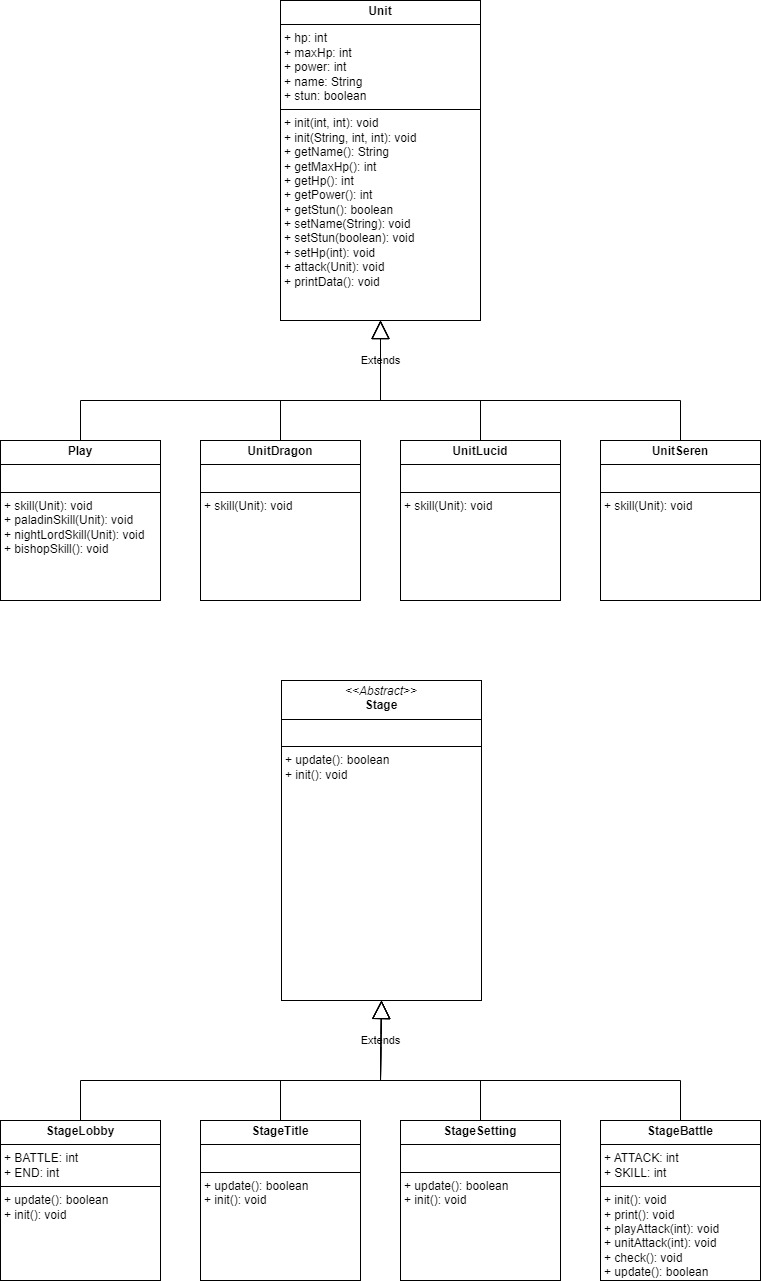 Unit
+ hp: int
+ maxHp: int
+ power: int
+ name: String
+ stun: boolean
+ init(int, int): void
+ init(String, int, int): void
+ getName(): String
+ getMaxHp(): int
+ getHp(): int
+ getPower(): int
+ getStun(): boolean
+ setName(String): void
+ setStun(boolean): void
+ setHp(int): void
+ attack(Unit): void
+ printData(): void
Extends
Play
+ skill(Unit): void
+ paladinSkill(Unit): void
+ nightLordSkill(Unit): void
+ bishopSkill(): void
UnitDragon
+ skill(Unit): void
UnitLucid
+ skill(Unit): void
UnitSeren
+ skill(Unit): void
<<Abstract>>
Stage
+ update(): boolean
+ init(): void
Extends
StageLobby
+ BATTLE: int
+ END: int
+ update(): boolean
+ init(): void
StageTitle
+ update(): boolean
+ init(): void
StageSetting
+ update(): boolean
+ init(): void
StageBattle
+ ATTACK: int
+ SKILL: int
+ init(): void
+ print(): void
+ playAttack(int): void
+ unitAttack(int): void
+ check(): void
+ update(): boolean